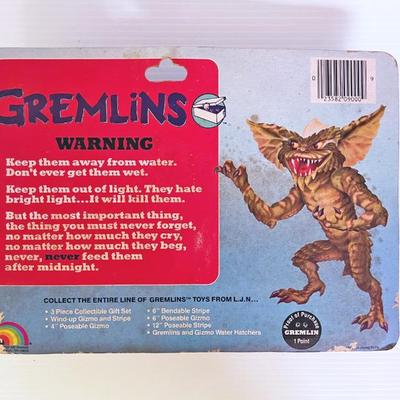 0
9
23582 09000
GREMLiNS
WARNING
Keep them away from water.
Don't ever get them wet.
Keep them out of light. They hate
bright light...It will kill them.
But the most important thing,
the thing you must never forget,
no matter how much they cry,
no matter how much they beg,
never, never feed them
after midnight.
COLLECT THE ENTIRE LINE OF GREMLINS™ TOYS FROM L.J.N...
• 3 Piece Collectible Gift Set
• Wind-up Gizmo and Stripe
• 4" Poseable Gizmo
• 6" Bendable Stripe
• 6" Poseable Gizmo
• 12" Poseable Stripe
• Gremlins and Gizmo Water Hatchers
Proof of Purchase
GREMLIN
1 Point